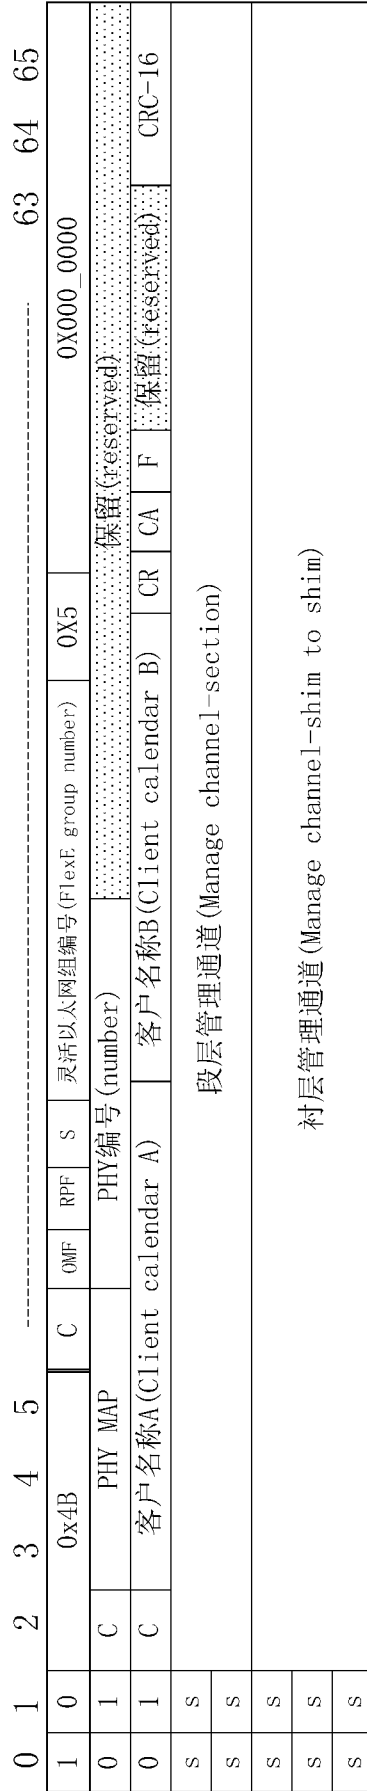 0 1 2 3 4 5 ---------- 63 64 65
1 0 0x4B C OMF RPF S 灵活以太网组编号(FlexE group number) 0X5 0X000_0000
0 1 C PHY MAP PHY编号(number) 保留(reserved)
0 1 C 客户名称A(Client calendar A) 客户名称B(Client calendar B) CR CA F 保留(reserved) CRC-16
s s 段层管理通道(Manage channel-section)
s s
s s 衬层管理通道(Manage channel-shim to shim)
s s
s s